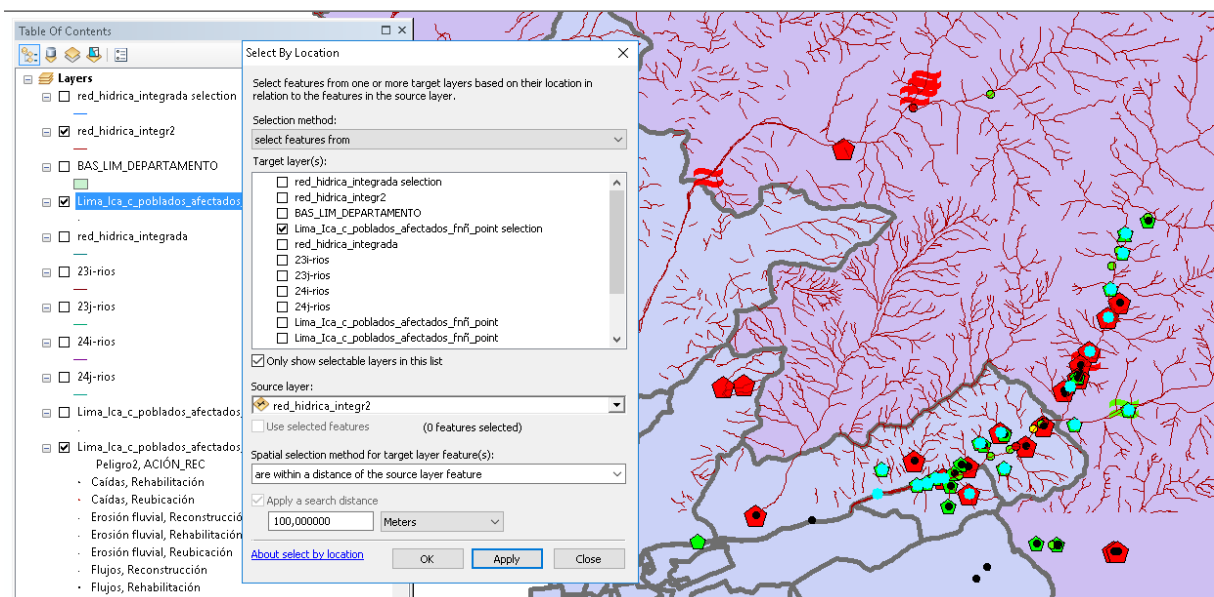 Table Of Contents
Layers
red_hidrica_integrada selection
red_hidrica_integr2
BAS_LIM_DEPARTAMENTO
Lima_Ica_c_poblados_afectados_
red_hidrica_integrada
23i-rios
23j-rios
24i-rios
24j-rios
Lima_Ica_c_poblados_afectados_
Lima_Ica_c_poblados_afectados_
Peligro2, ACIÓN_REC
Caídas, Rehabilitación
Caídas, Reubicación
Erosión fluvial, Reconstrucció
Erosión fluvial, Rehabilitación
Erosión fluvial, Reubicación
Flujos, Reconstrucción
Flujos, Rehabilitación
Select By Location
Select features from one or more target layers based on their location in
relation to the features in the source layer.
Selection method:
select features from
Target layer(s):
red_hidrica_integrada selection
red_hidrica_integr2
BAS_LIM_DEPARTAMENTO
Lima_Ica_c_poblados_afectados_fnñ_point selection
red_hidrica_integrada
23i-rios
23j-rios
24i-rios
24j-rios
Lima_Ica_c_poblados_afectados_fnñ_point
Lima_Ica_c_poblados_afectados_fnñ_point
Only show selectable layers in this list
Source layer:
red_hidrica_integr2
Use selected features (0 features selected)
Spatial selection method for target layer feature(s):
are within a distance of the source layer feature
Apply a search distance
100,000000 Meters
About select by location OK Apply Close